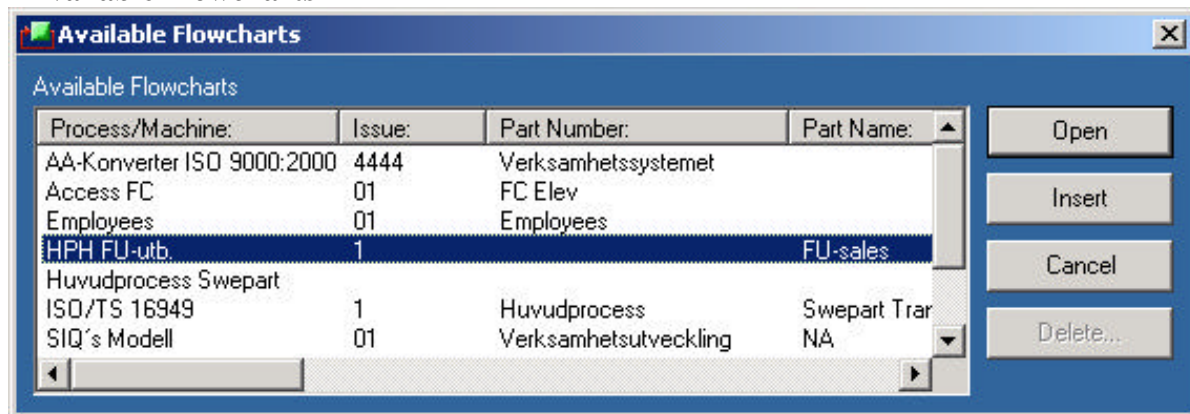 Available Flowcharts
Available Flowcharts
Process/Machine: Issue: Part Number: Part Name:
AA-Konverter ISO 9000:2000 4444 Verksamhetssystemet
Access FC 01 FC Elev
Employees 01 Employees
HPH FU-utb. 1 FU-sales
Huvudprocess Swepart
ISO/TS 16949 1 Huvudprocess Swepart Tran
SIQ´s Modell 01 Verksamhetsutveckling NA
Open
Insert
Cancel
Delete...